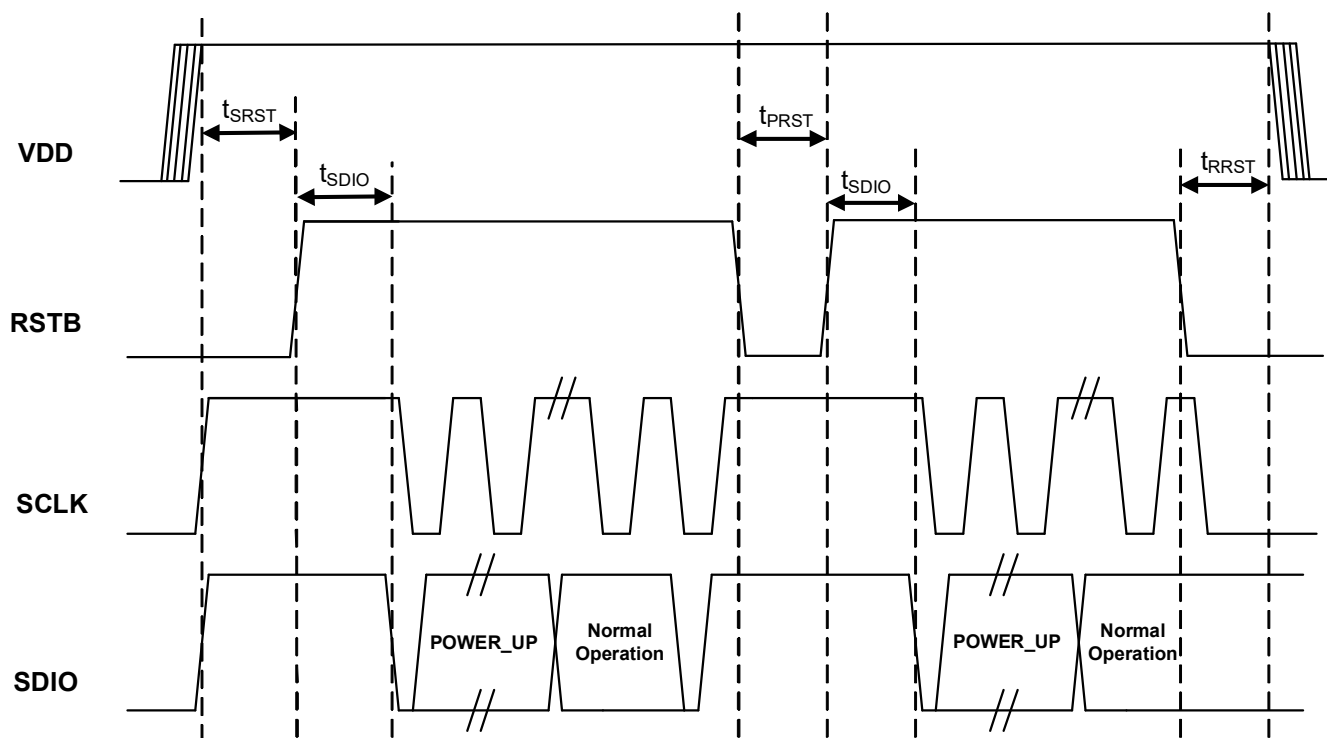 tSRST
tPRST
VDD
tSDIO
tSDIO
tRRST
RSTB
SCLK
POWER_UP
Normal
Operation
POWER_UP
Normal
Operation
SDIO